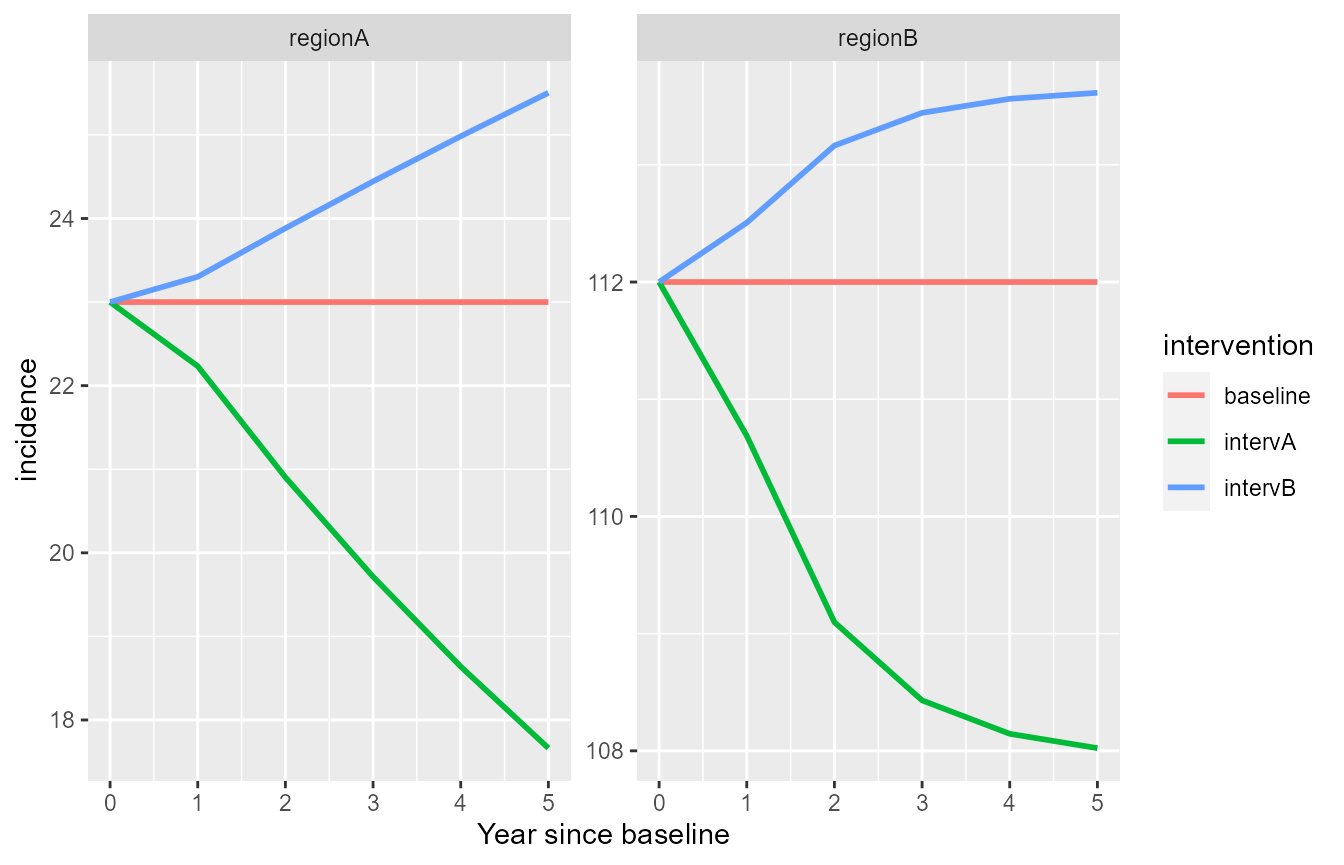 regionA
regionB
24
22
20
18
112
110
108
incidence
0 1 2 3 4 5
0 1 2 3 4 5
Year since baseline
intervention
baseline
intervA
intervB